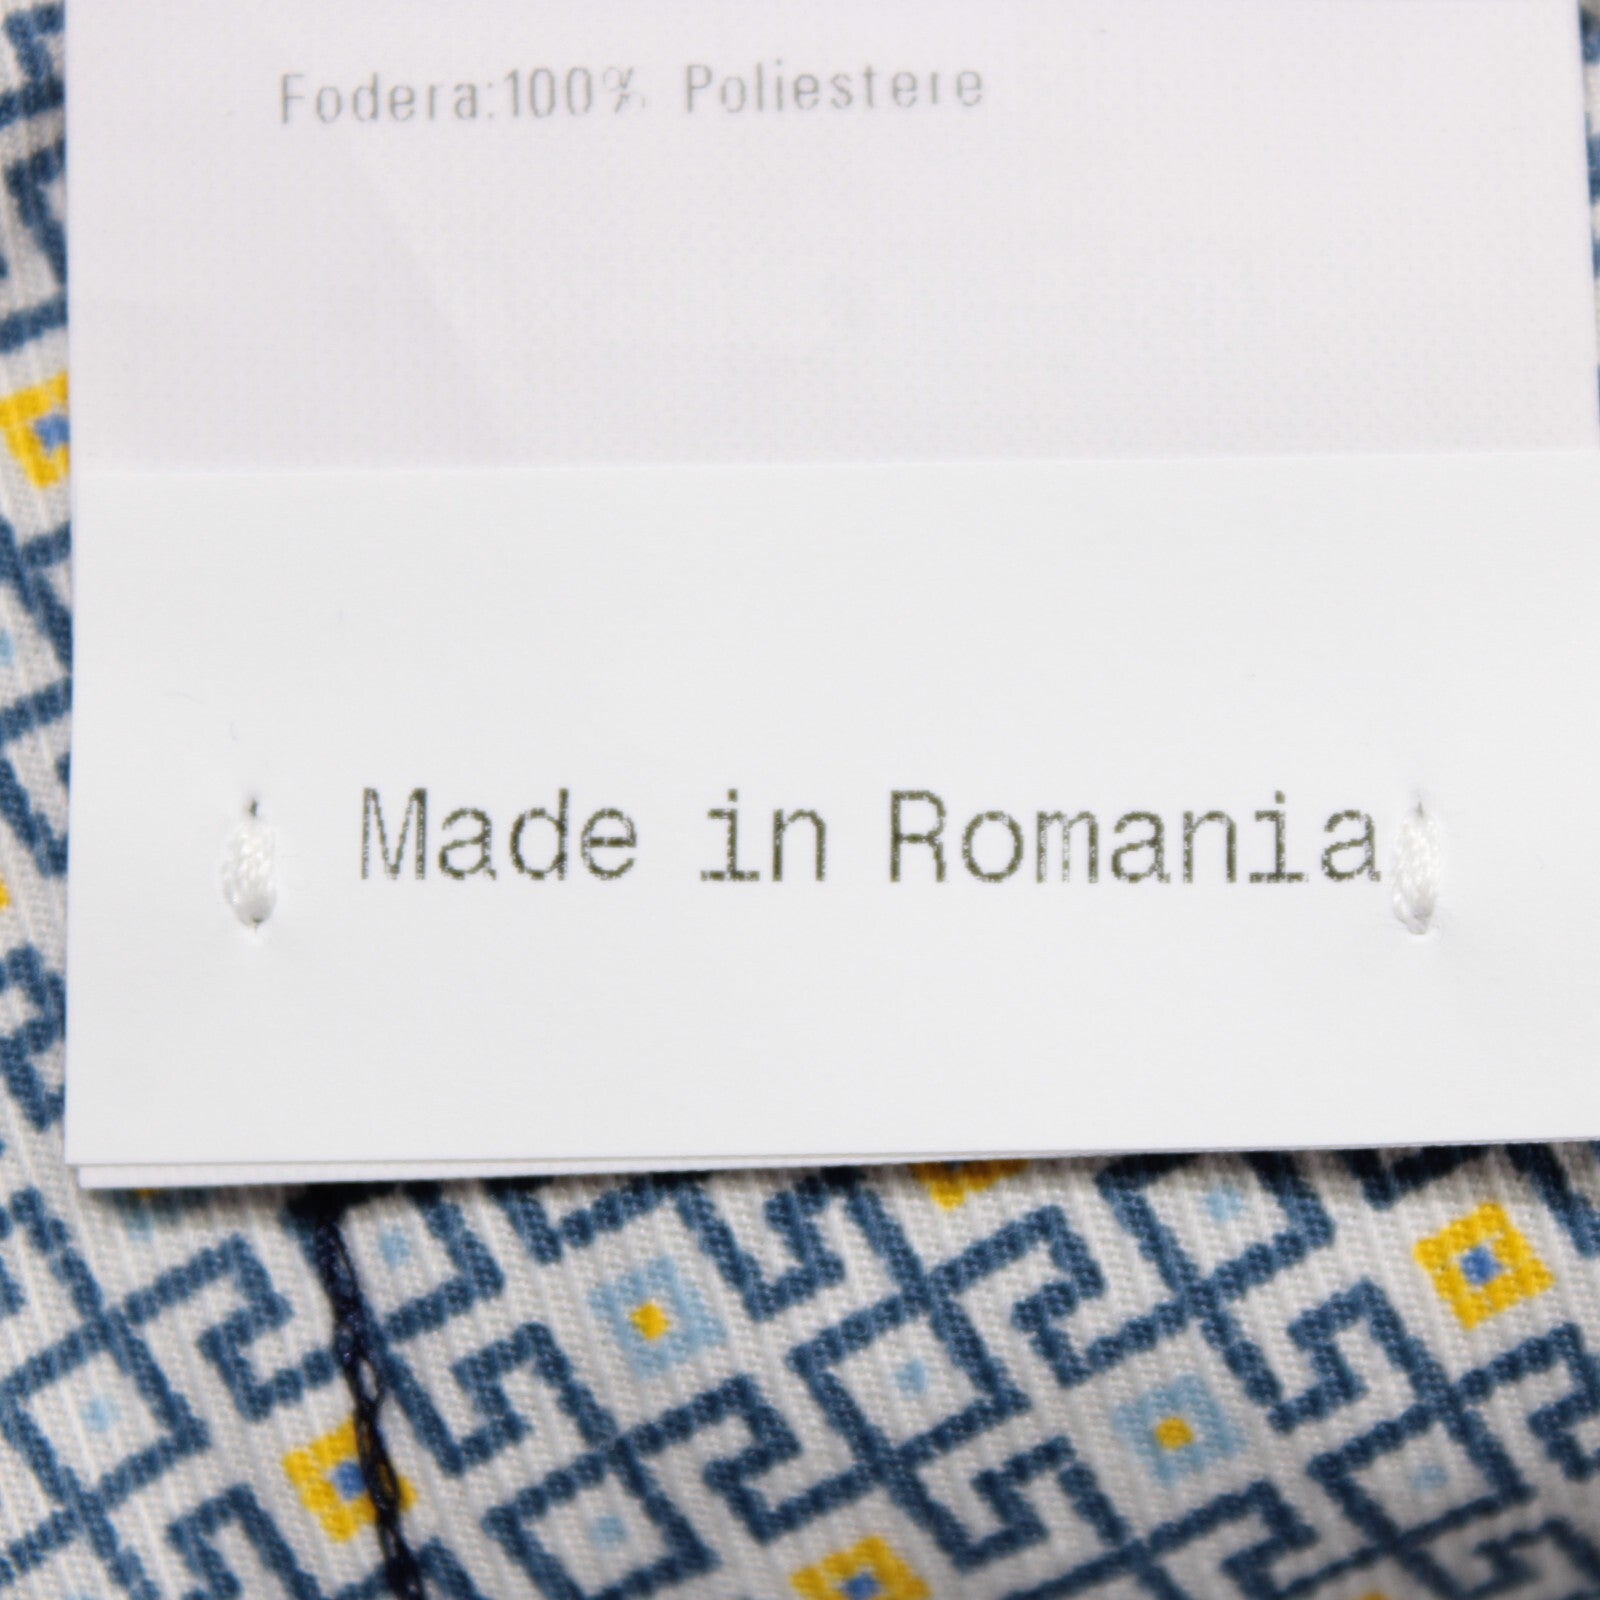 Fodera:100% Poliestere
Made in Romania